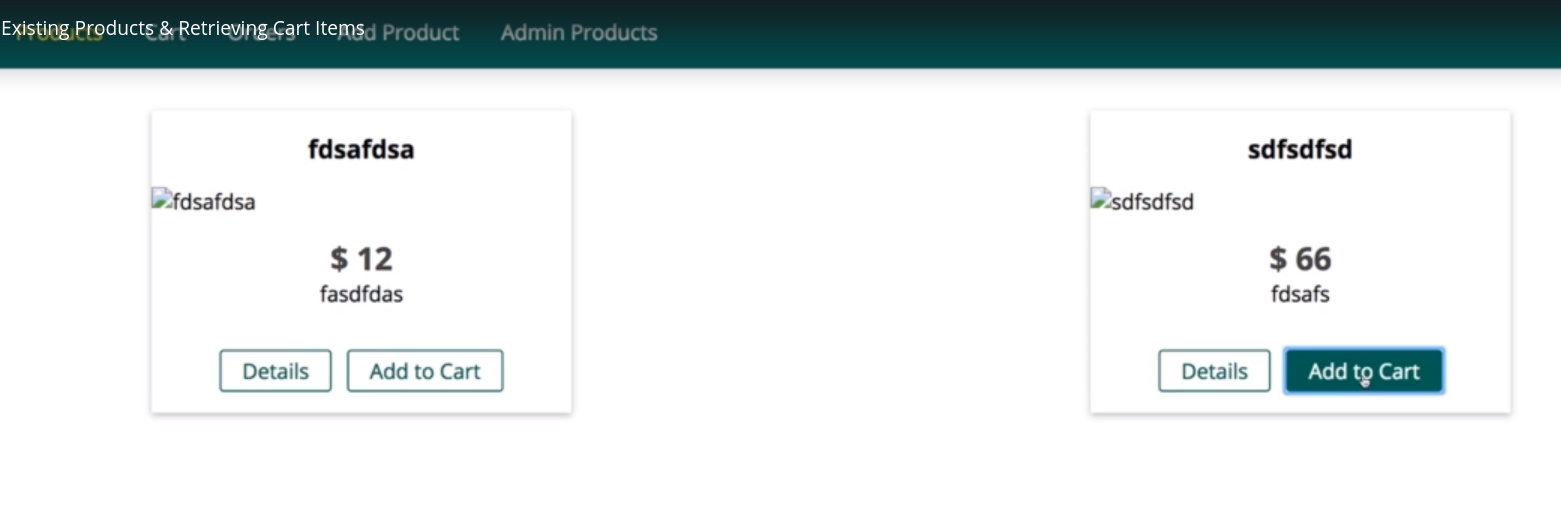 Existing Products & Retrieving Cart Items
Products Cart Orders Add Product Admin Products
fdsafdsa
fdsafdsa
$ 12
fasdfdas
Details Add to Cart
sdfsdfsd
sdfsdfsd
$ 66
fdsafs
Details Add to Cart